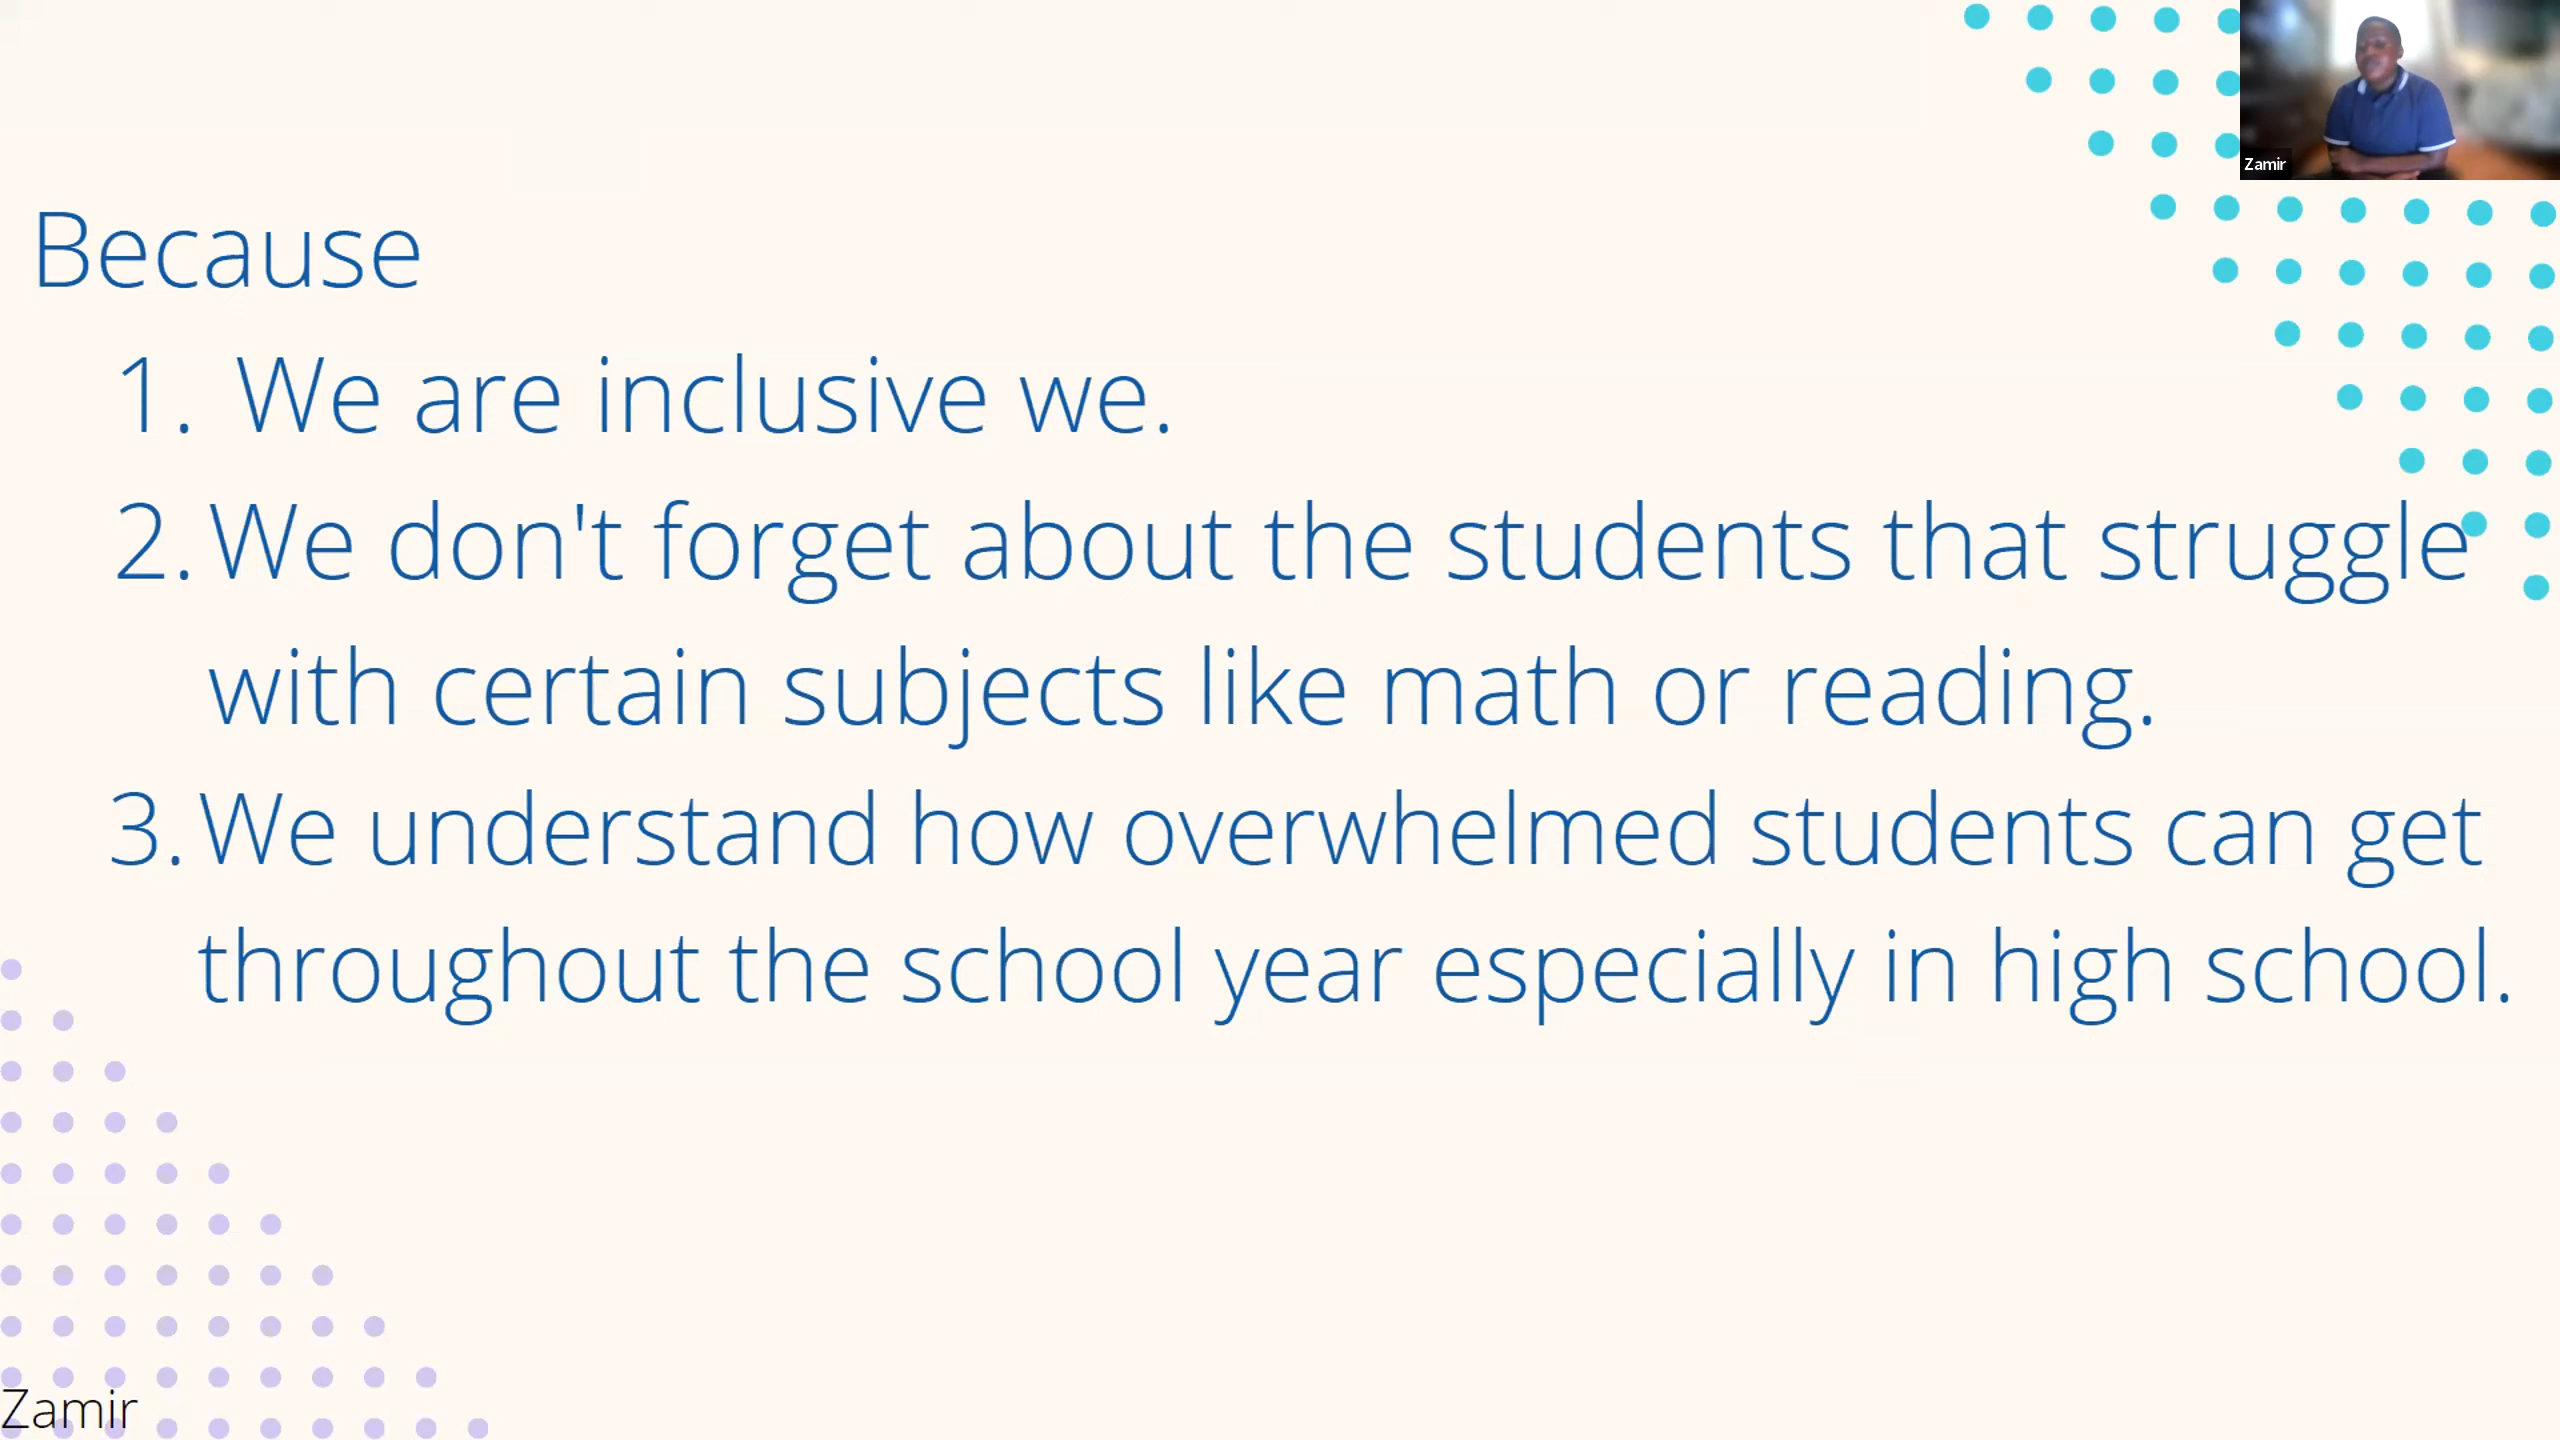 Zamir
Because
1. We are inclusive we.
2. We don't forget about the students that struggle
with certain subjects like math or reading.
3. We understand how overwhelmed students can get
throughout the school year especially in high school.
Zamir